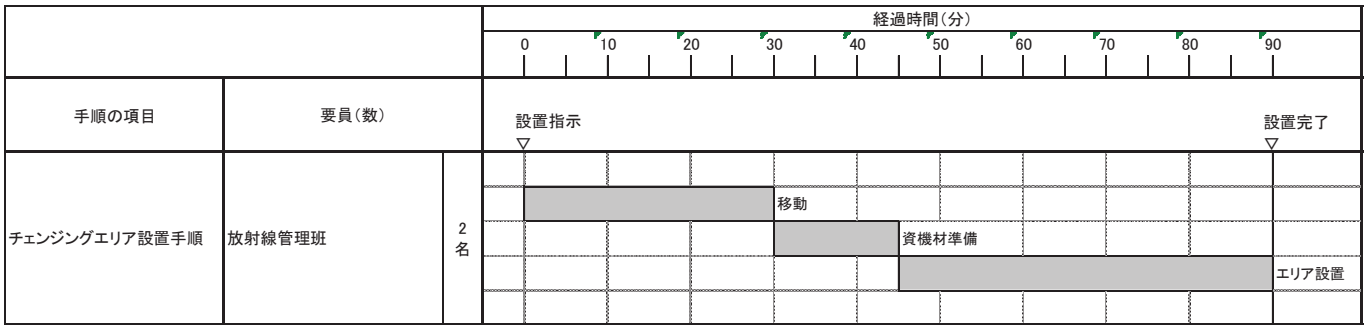 経過時間(分)
0 10 20 30 40 50 60 70 80 90
手順の項目 要員(数)
設置指示 設置完了
▽ ▽
移動
チェンジングエリア設置手順 放射線管理班 2名 資機材準備
エリア設置